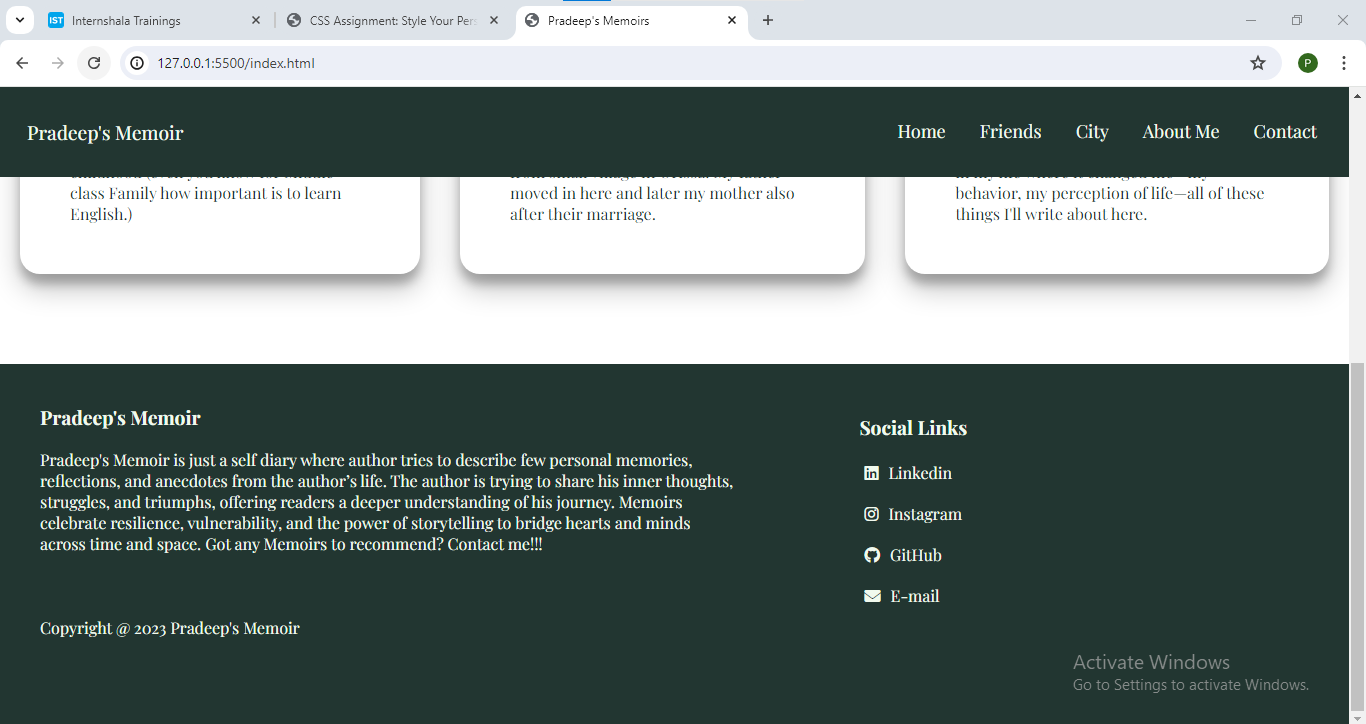 IST Internshala Trainings
CSS Assignment: Style Your Pers
Pradeep's Memoirs
127.0.0.1:5500/index.html
P
Pradeep's Memoir
Home
Friends
City
About Me
Contact
class Family how important is to learn
English.)
moved in here and later my mother also
after their marriage.
behavior, my perception of life—all of these
things I'll write about here.
Pradeep's Memoir
Pradeep's Memoir is just a self diary where author tries to describe few personal memories,
reflections, and anecdotes from the author's life. The author is trying to share his inner thoughts,
struggles, and triumphs, offering readers a deeper understanding of his journey. Memoirs
celebrate resilience, vulnerability, and the power of storytelling to bridge hearts and minds
across time and space. Got any Memoirs to recommend? Contact me!!!
Copyright @ 2023 Pradeep's Memoir
Social Links
Linkedin
Instagram
GitHub
E-mail
Activate Windows
Go to Settings to activate Windows.